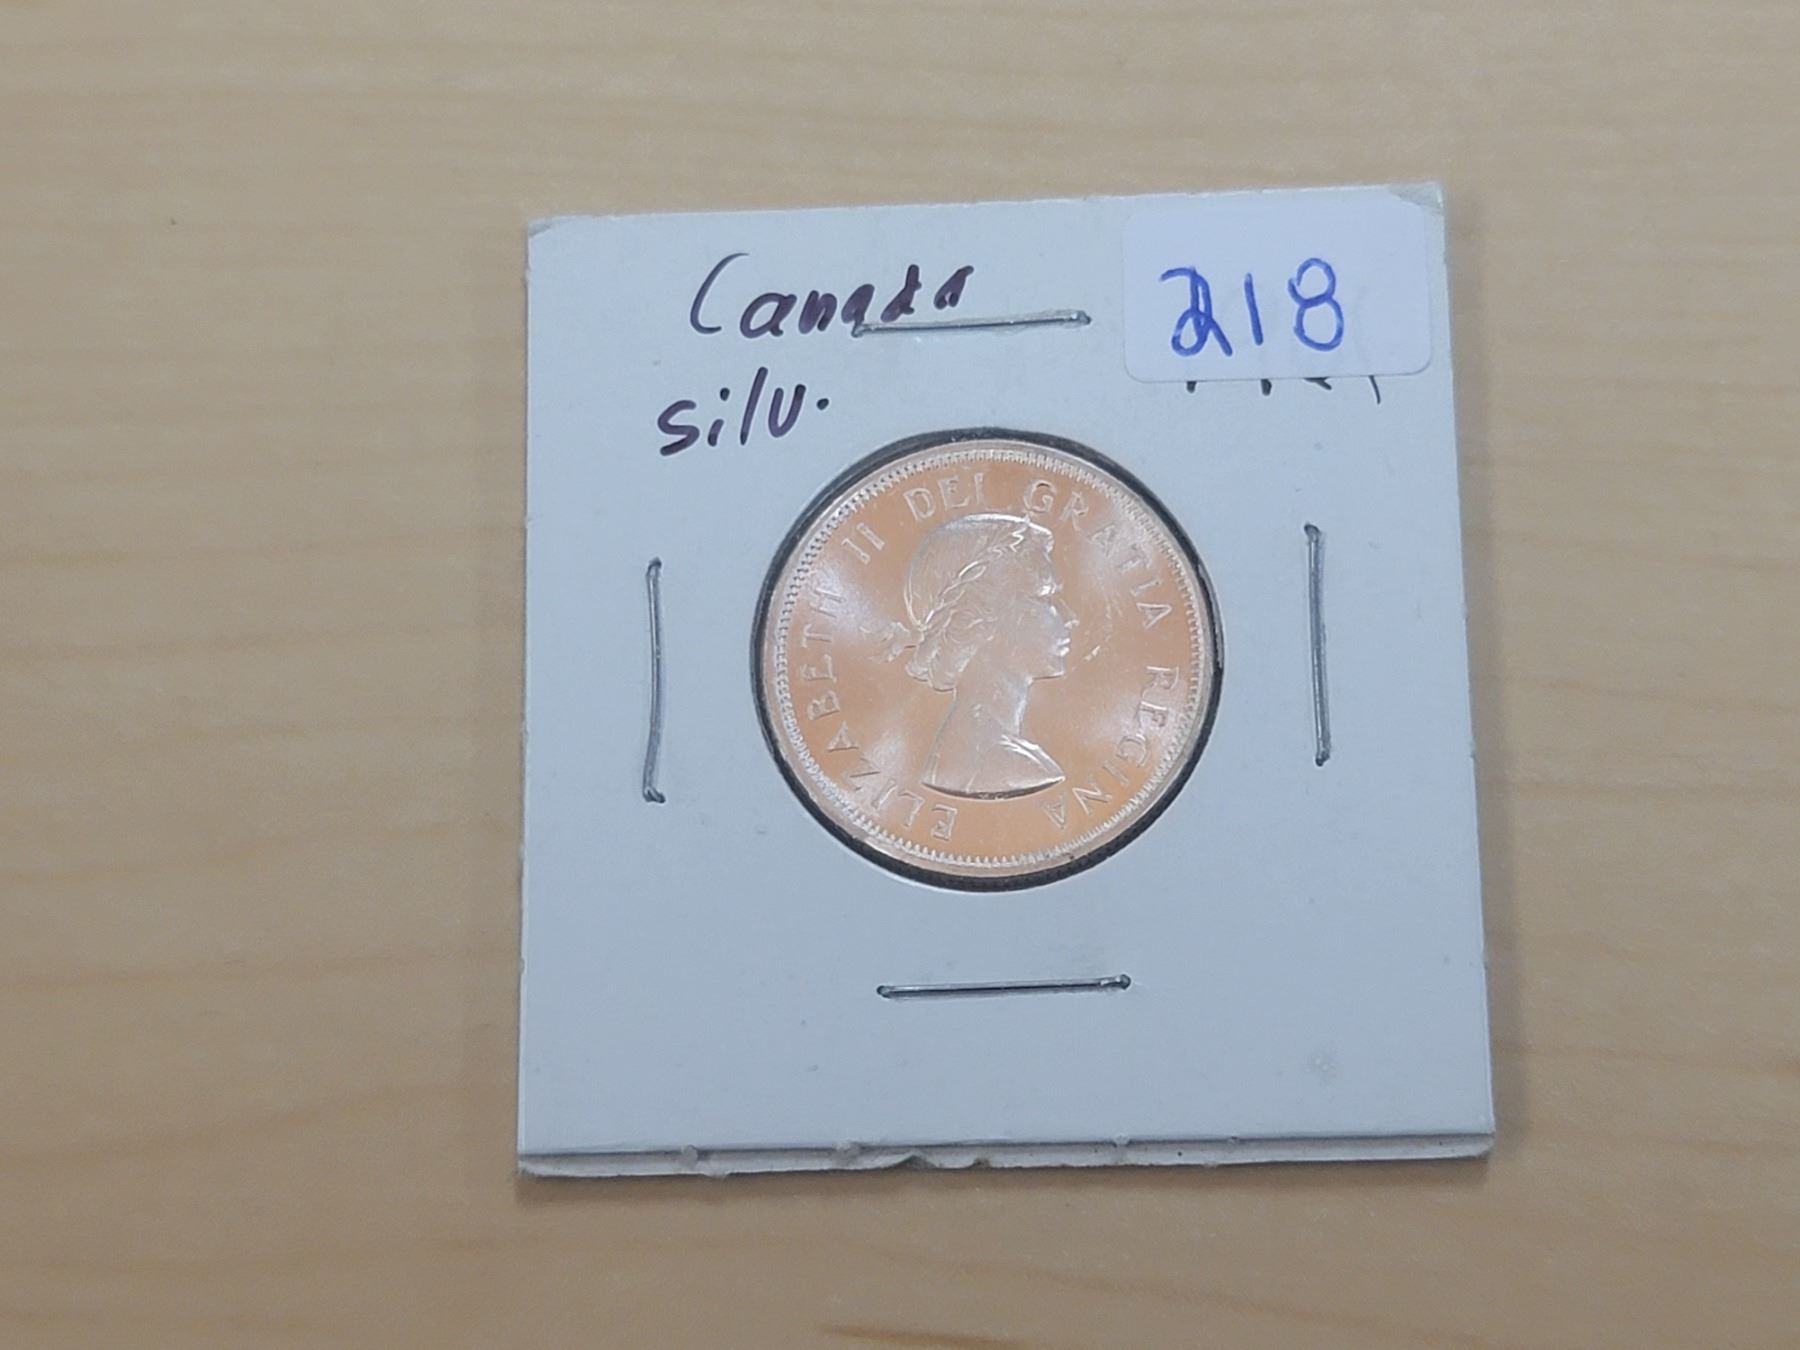 Canada
218
silv.
ELIZABETH II DEI GRATIA REGINA